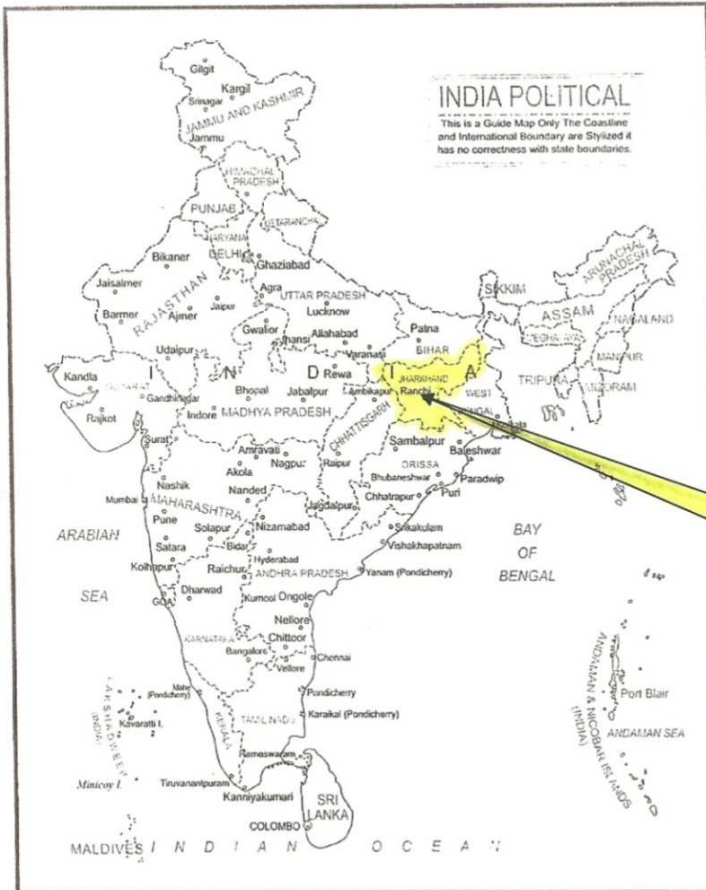 INDIA POLITICAL
This is a Guide Map Only The Coastline
and International Boundary are Stylized it
has no correctness with state boundaries.
Gilgit
Kargil
Srinagar
JAMMU AND KASHMIR
Jammu
HIMACHAL
PRADESH
PUNJAB
HARYANA
DELHI
Ghaziabad
Bikaner
Jaisalmer
RAJASTHAN
Barmer
Ajmer
Jaipur
Agra
UTTAR PRADESH
Lucknow
Gwalior
Jhansi
Allahabad
Varanasi
Patna
BIHAR
SIKKIM
ARUNACHAL
PRADESH
ASSAM
NAGALAND
MANIPUR
TRIPURA
MIZORAM
Udaipur
I N D I A
Rewa
JHARKHAND
Ranchi
Ambikapur
WEST
Kandla
Gandhinagar
Rajkot
Bhopal
Jabalpur
Indore
MADHYA PRADESH
CHHATTISGARH
Surat
Amravati
Akola
Nagpur
Raipur
Sambalpur
Baleshwar
ORISSA
Bhubaneshwar
Paradwip
Puri
Chhatrapur
Nashik
Nanded
Jagdalpur
Mumbai
MAHARASHTRA
Pune
Solapur
Nizamabad
Srikakulam
ARABIAN
SEA
Satara
Bidar
Hyderabad
Vishakhapatnam
BAY
OF
BENGAL
Kolhapur
Raichur
ANDHRA PRADESH
Yanam (Pondicherry)
GOA
Dharwad
Kurnool
Ongole
Nellore
KARNATAKA
Chittoor
Bangalore
Vellore
Chennai
Mahe
(Pondicherry)
Pondicherry
Karaikal (Pondicherry)
KERALA
TAMIL NADU
LAKSHADWEEP
Kavaratti I.
ANDAMAN & NICOBAR ISLANDS
(INDIA)
Port Blair
ANDAMAN SEA
Rameswaram
Minicoy I.
Tiruvanantpuram
Kanniyakumari
SRI
LANKA
COLOMBO
MALDIVES
INDIAN OCEAN